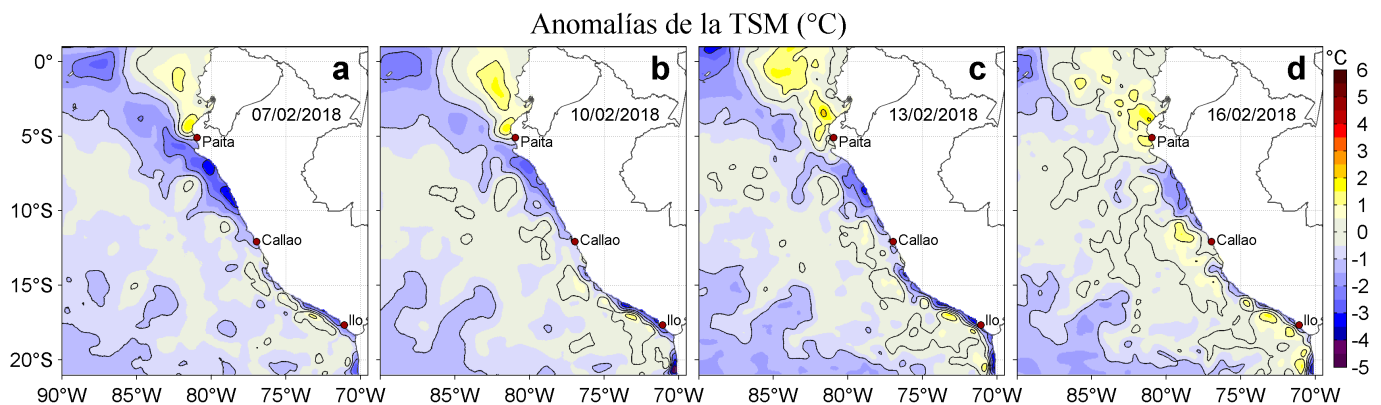 Anomalías de la TSM (°C)
a
b
c
d
°C
07/02/2018
10/02/2018
13/02/2018
16/02/2018
Paita
Paita
Paita
Paita
Callao
Callao
Callao
Callao
Ilo
Ilo
Ilo
Ilo
0°
5°S
10°S
15°S
20°S
90°W 85°W 80°W 75°W 70°W
85°W 80°W 75°W 70°W
85°W 80°W 75°W 70°W
85°W 80°W 75°W 70°W
6
5
4
3
2
1
0
-1
-2
-3
-4
-5